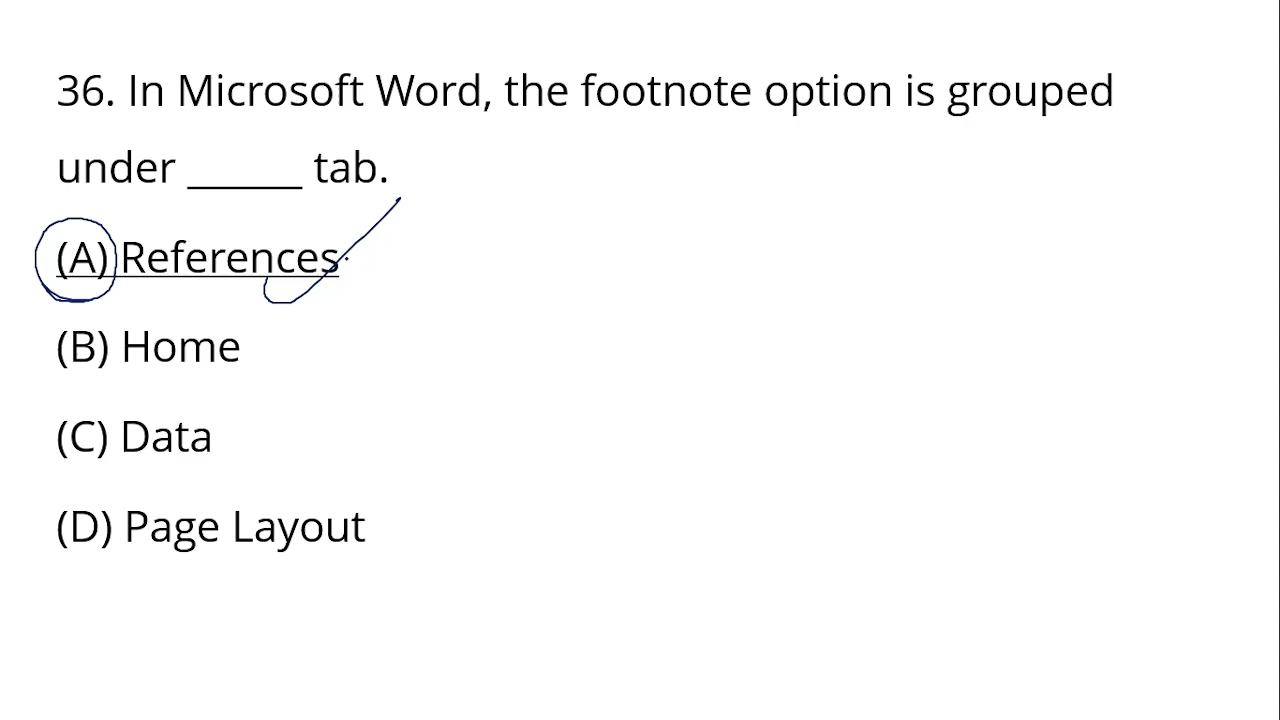 36. In Microsoft Word, the footnote option is grouped
under ______ tab.
(A) References
(B) Home
(C) Data
(D) Page Layout